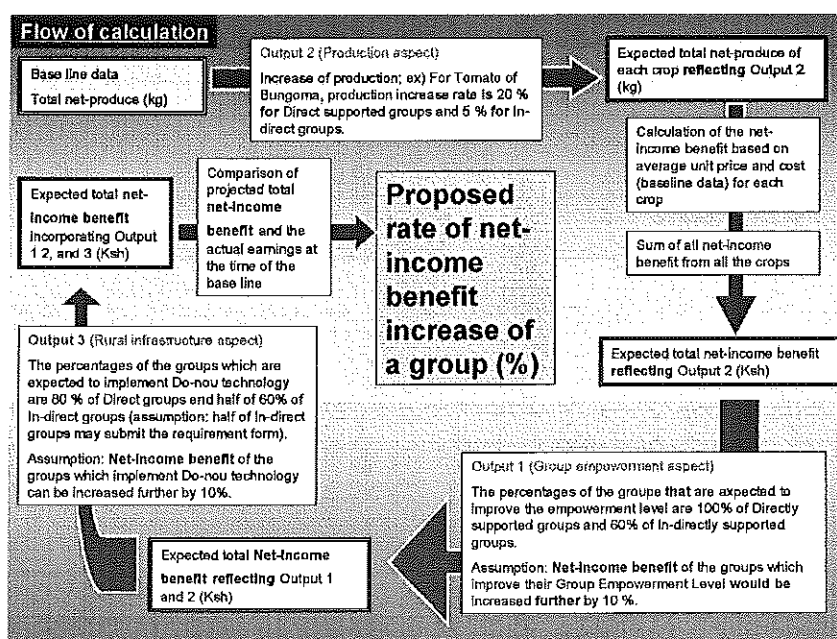 Flow of calculation
Base line data
Total net-produce (kg)
Output 2 (Production aspect)
Increase of production; ex) For Tomato of
Bungoma, production increase rate is 20 %
for Direct supported groups and 5 % for In-
direct groups.
Expected total net-produce of
each crop reflecting Output 2
(kg)
Calculation of the net-
income benefit based on
average unit price and cost
(baseline data) for each
crop
Sum of all net-income
benefit from all the crops
Expected total net-income benefit
reflecting Output 2 (Ksh)
Output 1 (Group empowerment aspect)
The percentages of the groups that are expected to
improve the empowerment level are 100% of Directly
supported groups and 60% of In-directly supported
groups.
Assumption: Net-Income benefit of the groups which
improve their Group Empowerment Level would be
increased further by 10 %.
Expected total Net-Income
benefit reflecting Output 1
and 2 (Ksh)
Output 3 (Rural infrastructure aspect)
The percentages of the groups which are
expected to implement Do-nou technology
are 80 % of Direct groups end half of 60% of
In-direct groups (assumption: half of In-direct
groups may submit the requirement form).
Assumption: Net-Income benefit of the
groups which implement Do-nou technology
can be increased further by 10%.
Expected total net-
income benefit
incorporating Output
1 2, and 3 (Ksh)
Comparison of
projected total
net-income
benefit and the
actual earnings at
the time of the
base line
Proposed
rate of net-
income
benefit
increase of
a group (%)